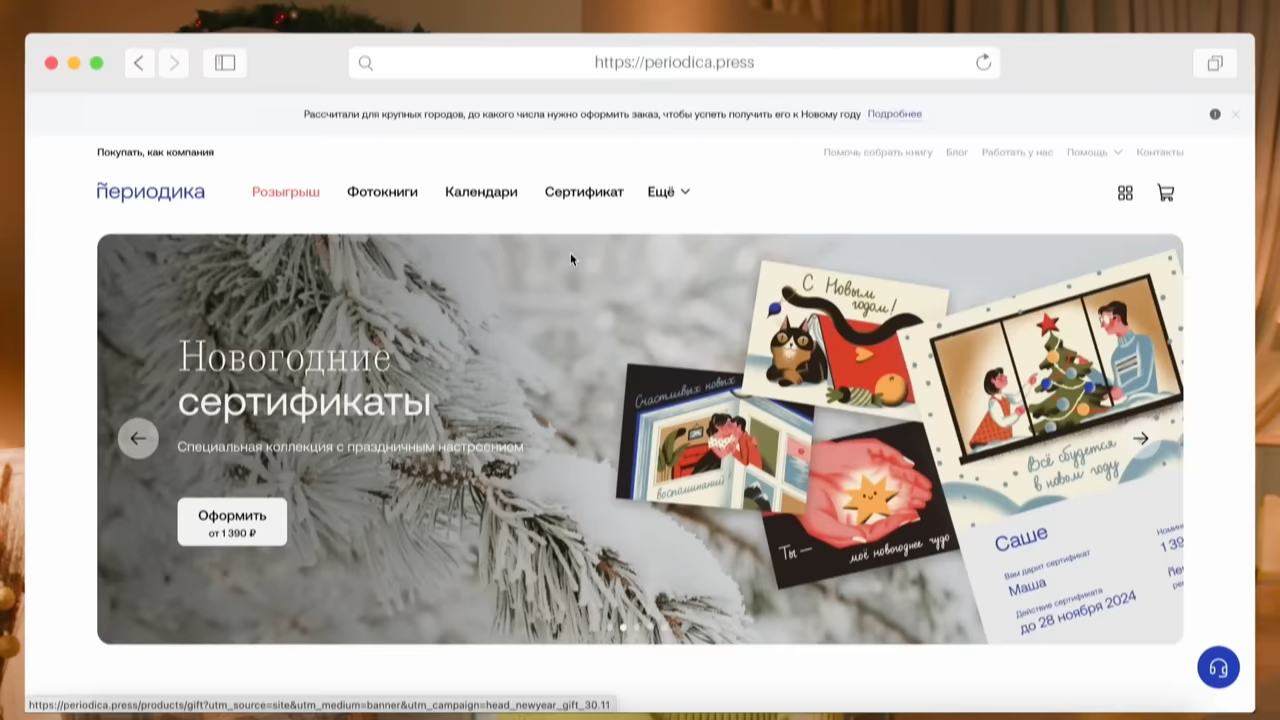 https://periodica.press
Рассчитали для крупных городов, до какого числа нужно оформить заказ, чтобы успеть получить его к Новому году Подробнее
Покупать, как компания
Помочь собрать книгу Блог Работать у нас Помощь Контакты
периодика Розыгрыш Фотокниги Календари Сертификат Ещё
Новогодние
сертификаты
Специальная коллекция с праздничным настроением
Оформить
от 1 390 ₽
С Новым
годом!
Счастливых новых
воспоминаний
Ты —
моё новогоднее чудо
Всё сбудется
в новом году
Саше
Вам дарит сертификат
Маша
Действие сертификата
до 28 ноября 2024
https://periodica.press/products/gift?utm_source=site&utm_medium=banner&utm_campaign=head_newyear_gift_30.11